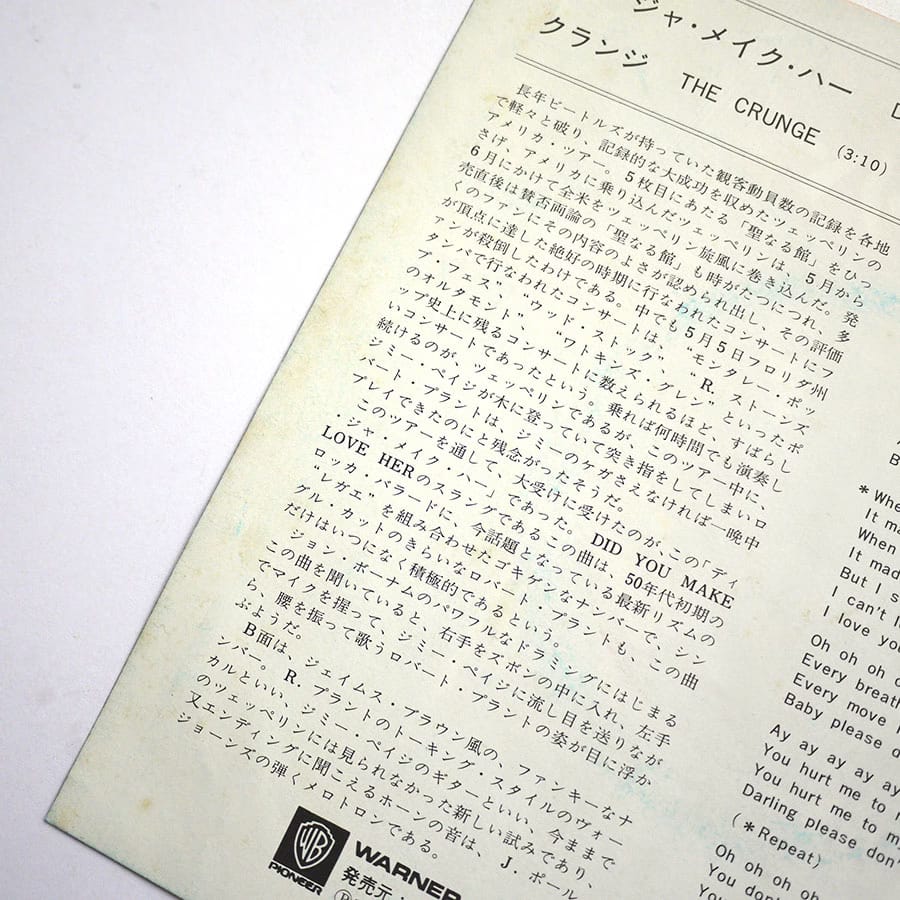 ジャ・メイク・ハー D
クランジ THE CRUNGE (3:10)
長年ビートルズが持っていた観客動員数の記録を各地
で軽々と破り、記録的な大成功を収めたツェッペリンの
アメリカ・ツアー。5枚目にあたる「聖なる館」をひっ
さげ、アメリカに乗り込んだツェッペリンは、5月から
6月にかけて全米をツェッペリン旋風に巻き込んだ。発
売直後は賛否両論の「聖なる館」も時がたつにつれ、多
くのファンにその内容のよさが認められ出し、その評価
が頂点に達した絶好の時期に行なわれたコンサートにフ
ァンが殺倒したわけである。中でも5月5日フロリダ州
タンパで行なわれたコンサートは、“モンタレー・ポッ
プ・フェス”“ウッド・ストック”、“R. ストーンズ
のオルタモント”、“ワトキンズ・グレン”といったポ
ップ史上に残るコンサートに数えられるほど、すばらし
いコンサートであったという。乗れば何時間でも演奏し
続けるのが、ツェッペリンであるが、このツアー中に、
ジミー・ペイジが木に登っていて突き指をしてしまいロ
バート・プラントは、ジミーのケガさえなければ一晩中
プレイできたのにと残念がったそうだ。
このツアーを通して、大受けに受けたのが、この「ディ
・ジャ・メイク・ハー」であった。DID YOU MAKE
LOVE HERのスラングであるこの曲は、50年代初期の
ロッカ・バラードに、今話題となっている最新リズムの
“レガエ”を組み合わせたゴキゲンなナンバーで、シン
グル・カットのきらいなロバート・プラントも、この曲
だけはいつになく積極的であるという。
ジョン・ボーナムのパワフルなドラミングにはじまる
この曲を聞いていると、右手をズボンの中に入れ、左手
でマイクを握って、ジミー・ペイジに流し目を送りなが
ら、腰を振って歌うロバート・プラントの姿が目に浮か
ぶようだ。
B面は、ジェイムス・ブラウン風の、ファンキーなナ
ンバー。R. プラントのトーキング・スタイルのヴォー
カルといい、ジミー・ペイジのギターといい、今まで
のツェッペリンには見られなかった新しい試みであり、
又エンディングに聞こえるホーンの音は、J. ポール
ジョーンズの弾くメロトロンである。
WB
PIONEER
WARNER
発売元・
B
*Whe
It ma
When
It made
But I s
I can't l
I love you
Oh oh oh o
Every breath
Every move I
Baby please d
Ay ay ay ay ay
You hurt me to m
You hurt me to my
Darling please don'
(*Repeat)
Oh oh oh oh
You don
You